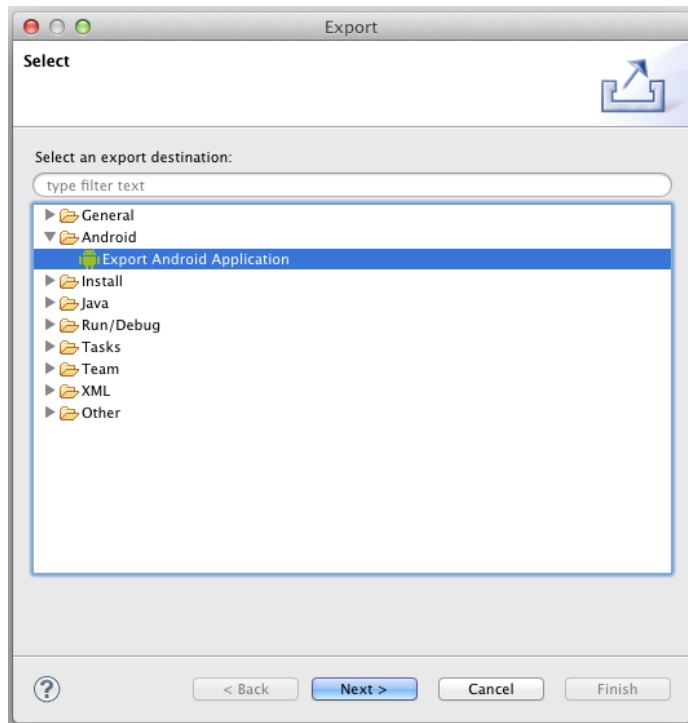 Export
Select
Select an export destination:
type filter text
General
Android
Export Android Application
Install
Java
Run/Debug
Tasks
Team
XML
Other
? < Back Next > Cancel Finish